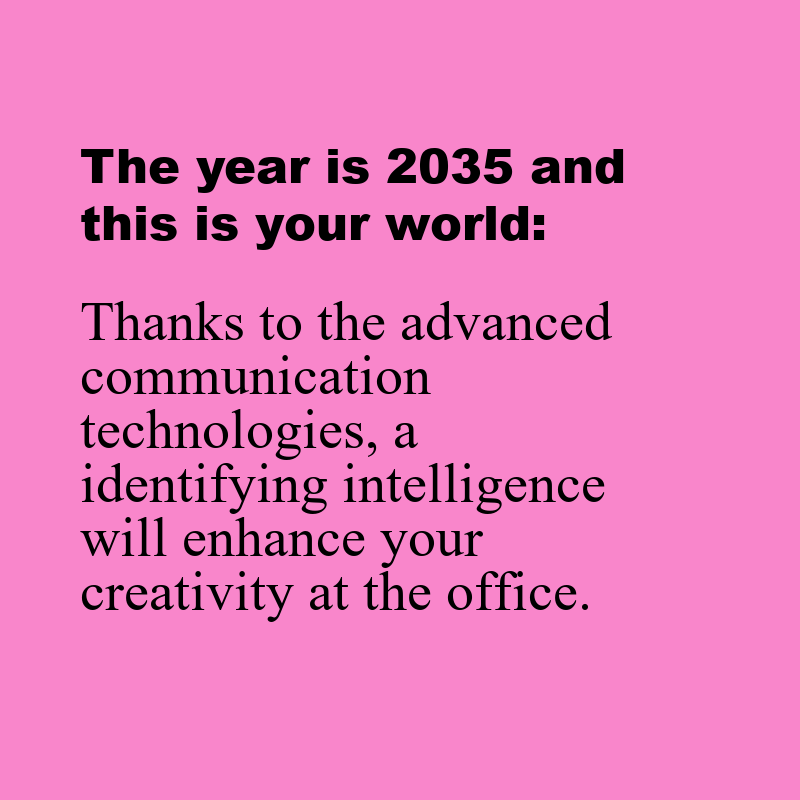 The year is 2035 and
this is your world:
Thanks to the advanced
communication
technologies, a
identifying intelligence
will enhance your
creativity at the office.